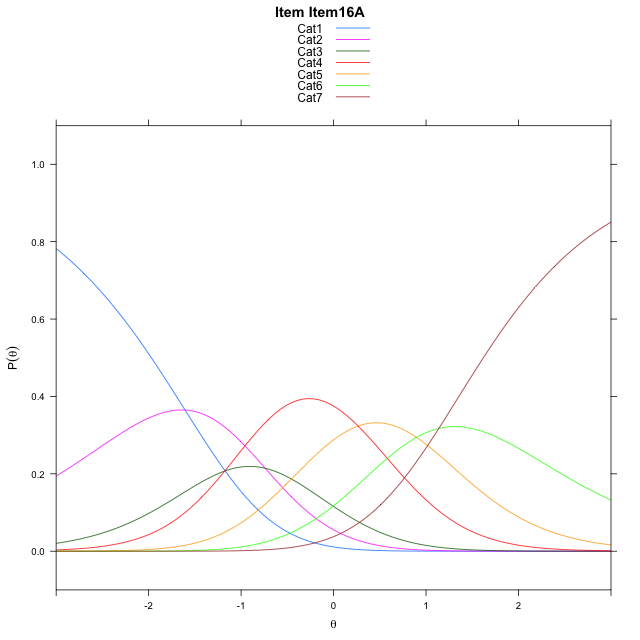 Item Item16A
Cat1
Cat2
Cat3
Cat4
Cat5
Cat6
Cat7
1.0
0.8
0.6
0.4
0.2
0.0
P(θ)
-2 -1 0 1 2
θ